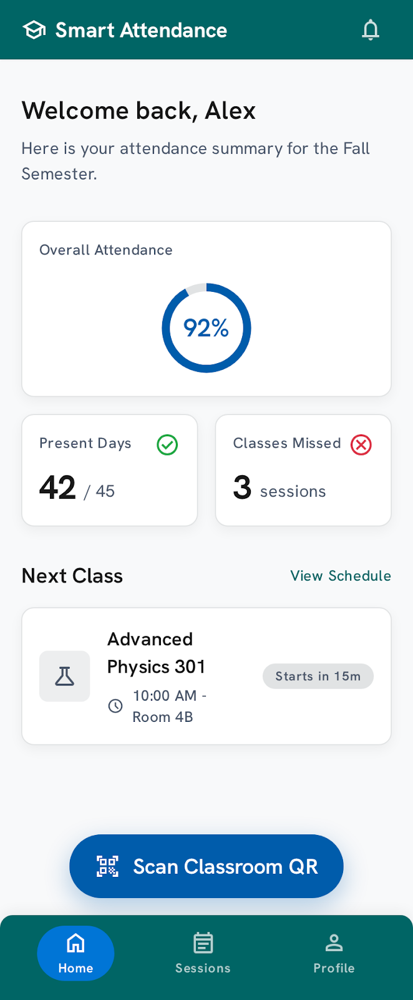 Smart Attendance
Welcome back, Alex
Here is your attendance summary for the Fall
Semester.
Overall Attendance
92%
Present Days
42 / 45
Classes Missed
3 sessions
Next Class
View Schedule
Advanced
Physics 301
10:00 AM -
Room 4B
Starts in 15m
Scan Classroom QR
Home
Sessions
Profile